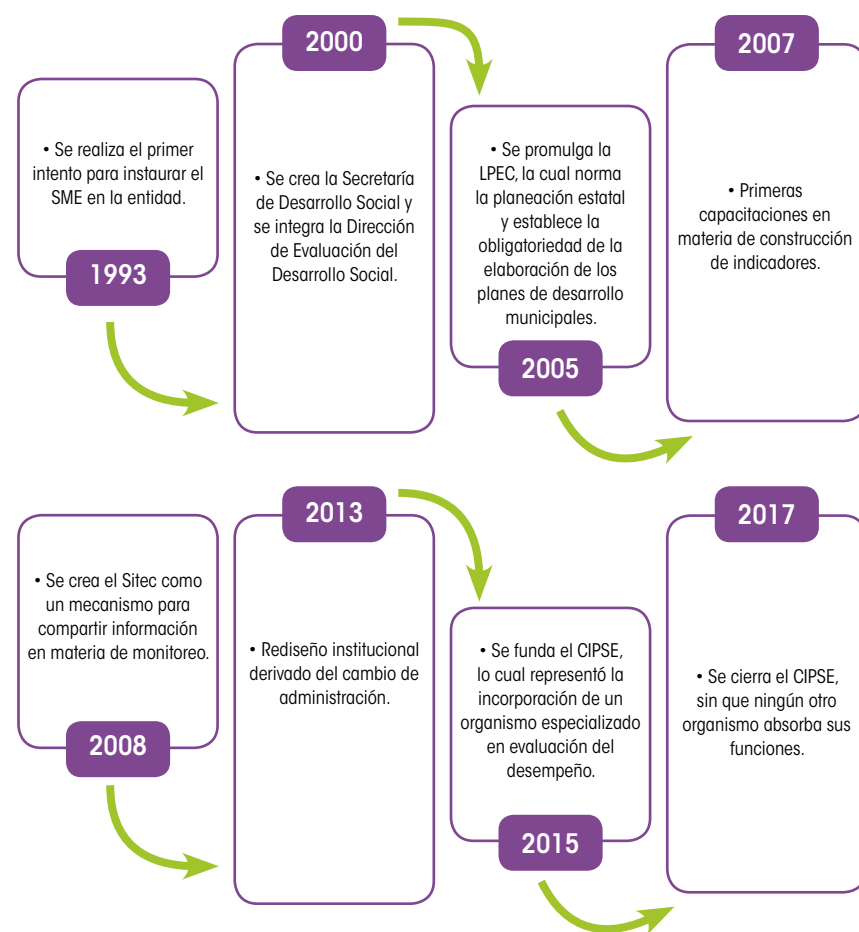 • Se realiza el primer
intento para instaurar el
SME en la entidad.
1993
2000
• Se crea la Secretaría
de Desarrollo Social y
se integra la Dirección
de Evaluación del
Desarrollo Social.
• Se promulga la
LPEC, la cual norma
la planeación estatal
y establece la
obligatoriedad de la
elaboración de los
planes de desarrollo
municipales.
2005
2007
• Primeras
capacitaciones en
materia de construcción
de indicadores.
• Se crea el Sitec como
un mecanismo para
compartir información
en materia de monitoreo.
2008
2013
• Rediseño institucional
derivado del cambio de
administración.
• Se funda el CIPSE,
lo cual representó la
incorporación de un
organismo especializado
en evaluación del
desempeño.
2015
2017
• Se cierra el CIPSE,
sin que ningún otro
organismo absorba sus
funciones.